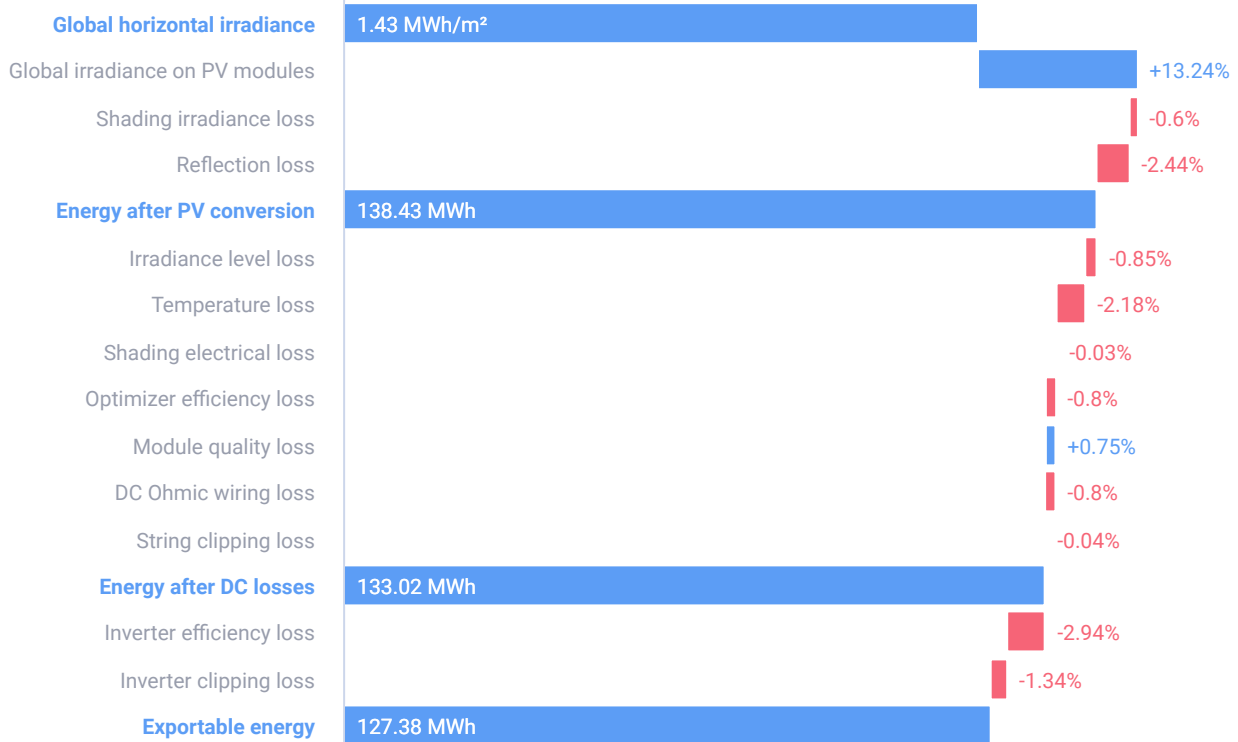 Global horizontal irradiance 1.43 MWh/m²
Global irradiance on PV modules +13.24%
Shading irradiance loss -0.6%
Reflection loss -2.44%
Energy after PV conversion 138.43 MWh
Irradiance level loss -0.85%
Temperature loss -2.18%
Shading electrical loss -0.03%
Optimizer efficiency loss -0.8%
Module quality loss +0.75%
DC Ohmic wiring loss -0.8%
String clipping loss -0.04%
Energy after DC losses 133.02 MWh
Inverter efficiency loss -2.94%
Inverter clipping loss -1.34%
Exportable energy 127.38 MWh